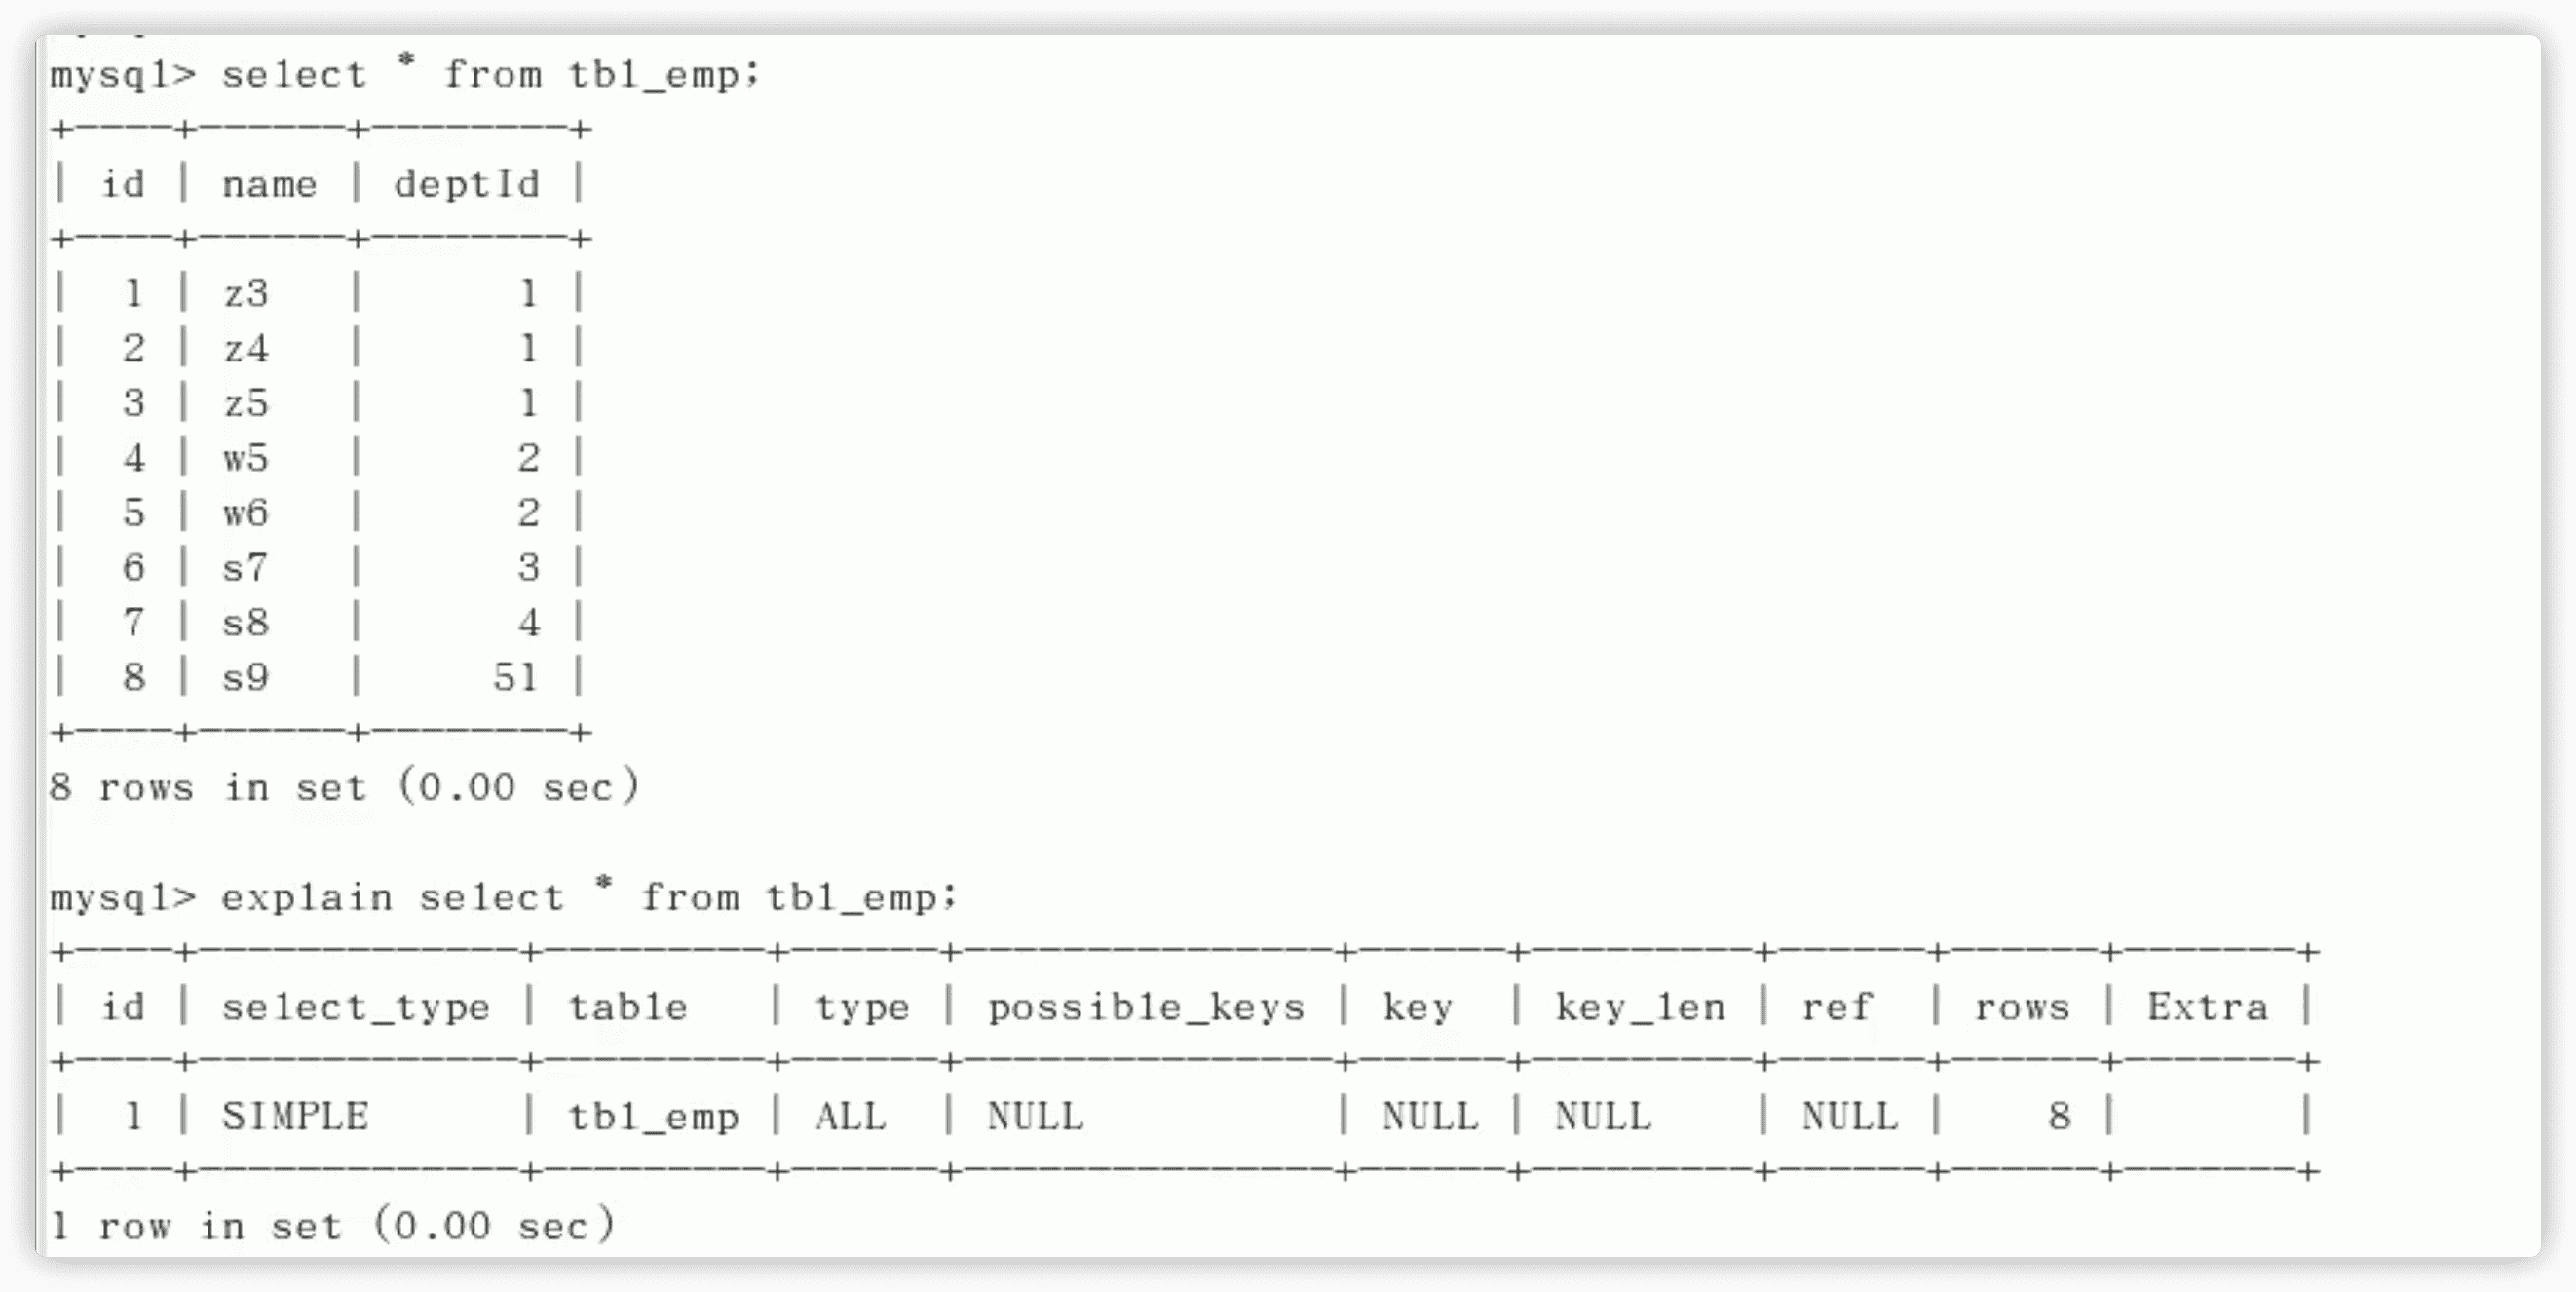 mysql> select * from tbl_emp;
+----+------+--------+
| id | name | deptId |
+----+------+--------+
|  1 | z3   |      1 |
|  2 | z4   |      1 |
|  3 | z5   |      1 |
|  4 | w5   |      2 |
|  5 | w6   |      2 |
|  6 | s7   |      3 |
|  7 | s8   |      4 |
|  8 | s9   |     51 |
+----+------+--------+
8 rows in set (0.00 sec)
mysql> explain select * from tbl_emp;
+----+-------------+---------+------+---------------+------+---------+------+------+-------+
| id | select_type | table   | type | possible_keys | key  | key_len | ref  | rows | Extra |
+----+-------------+---------+------+---------------+------+---------+------+------+-------+
|  1 | SIMPLE      | tbl_emp | ALL  | NULL          | NULL | NULL    | NULL |    8 |       |
+----+-------------+---------+------+---------------+------+---------+------+------+-------+
1 row in set (0.00 sec)